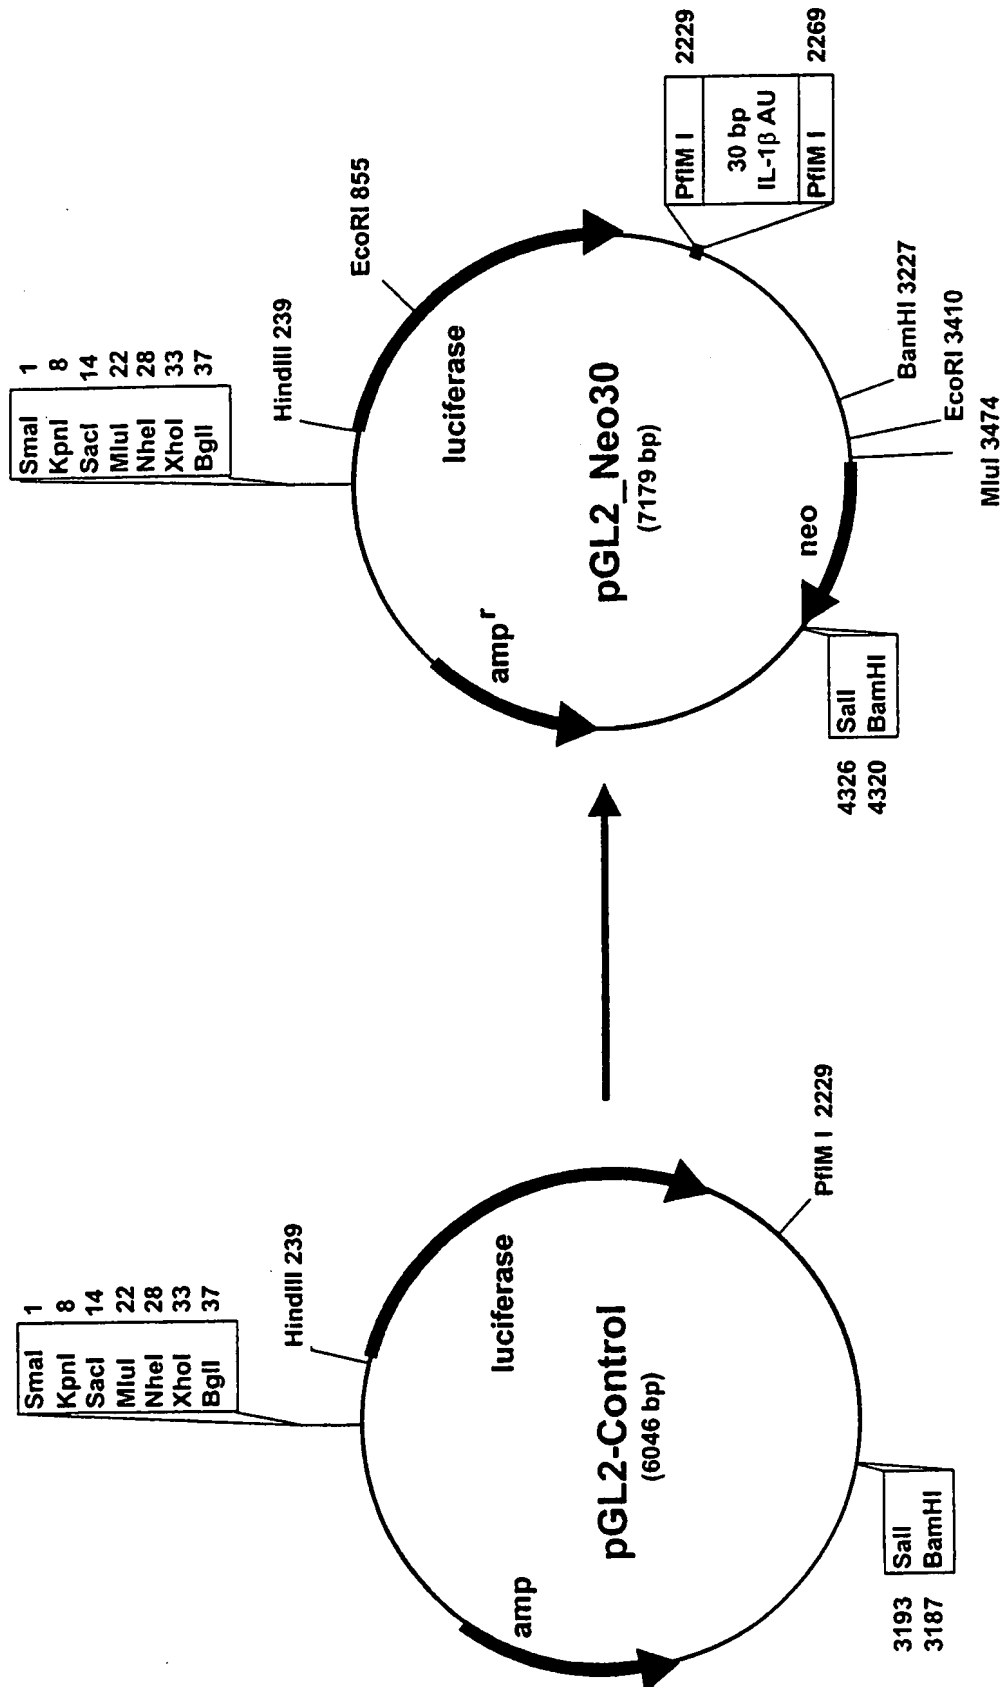 SmaI 1
KpnI 8
SacI 14
MluI 22
NheI 28
XhoI 33
BglI 37
HindIII 239
luciferase
amp
pGL2-Control
(6046 bp)
PflM I 2229
3193 SalI
3187 BamHI
SmaI 1
KpnI 8
SacI 14
MluI 22
NheI 28
XhoI 33
BglI 37
HindIII 239
EcoRI 855
luciferase
ampʳ
pGL2_Neo30
(7179 bp)
PflM I 2229
30 bp
IL-1β AU
PflM I 2269
neo
BamHI 3227
EcoRI 3410
MluI 3474
4326 SalI
4320 BamHI